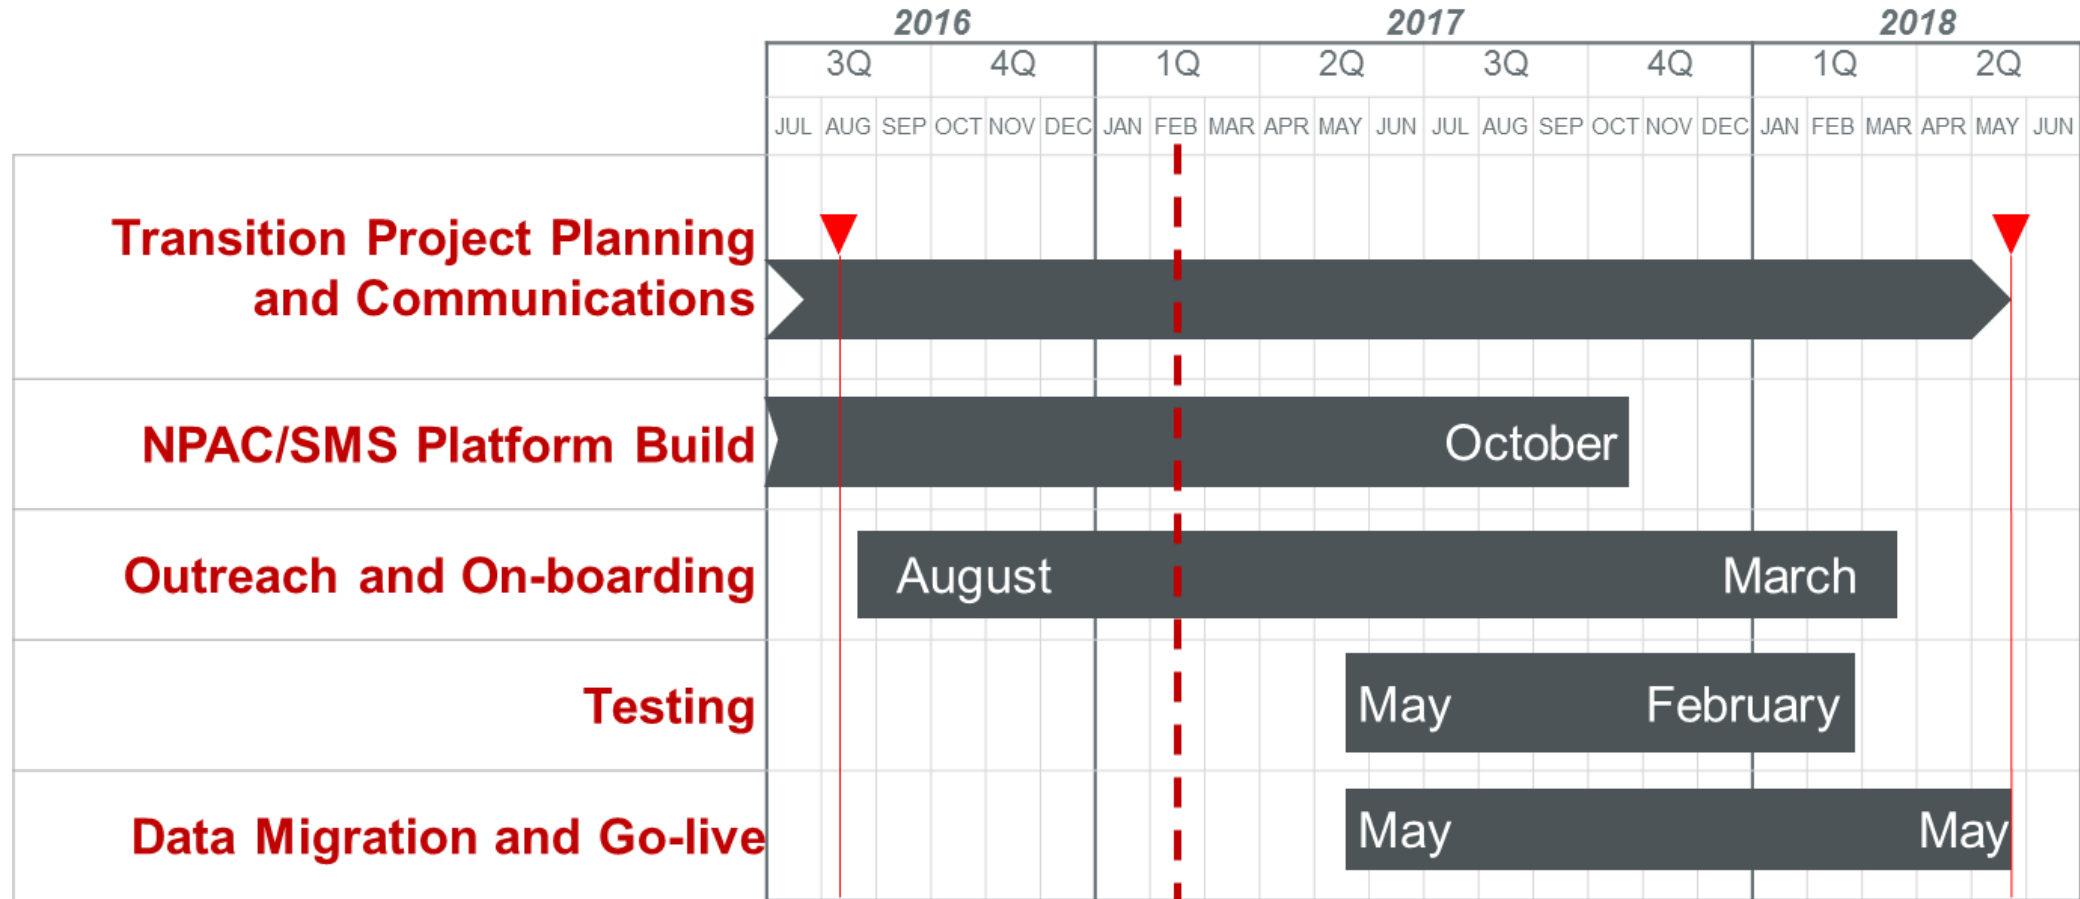 2016 2017 2018
3Q 4Q 1Q 2Q 3Q 4Q 1Q 2Q
JUL AUG SEP OCT NOV DEC JAN FEB MAR APR MAY JUN JUL AUG SEP OCT NOV DEC JAN FEB MAR APR MAY JUN
Transition Project Planning
and Communications
NPAC/SMS Platform Build October
Outreach and On-boarding August March
Testing May February
Data Migration and Go-live May May